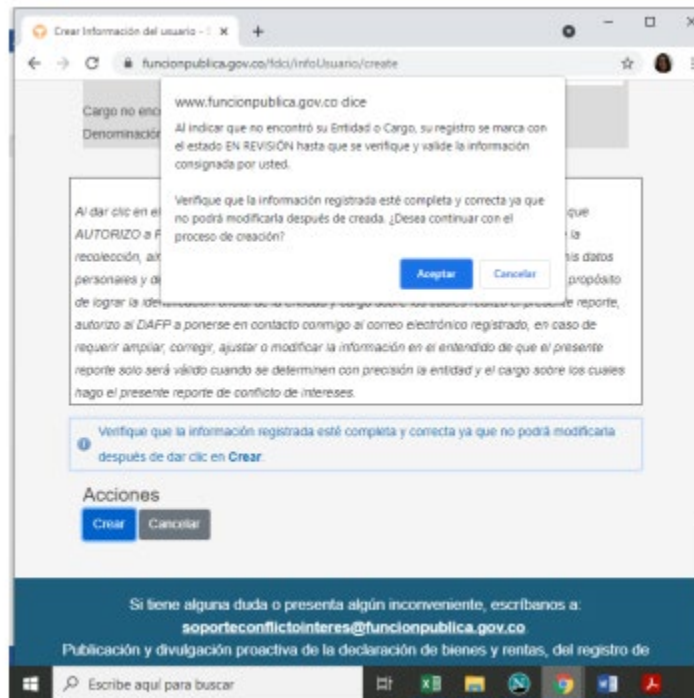 Crear Información del usuario -
funcionpublica.gov.co/fdci/infoUsuario/create
www.funcionpublica.gov.co dice
Cargo no
Al indicar que no encontró su Entidad o Cargo, su registro se marca con
Denominación
el estado EN REVISIÓN hasta que se verifique y valide la información
consignada por usted.
Verifique que la información registrada esté completa y correcta ya que
no podrá modificarla después de creada. ¿Desea continuar con el
proceso de creación?
Aceptar Cancelar
Al dar clic en el que
AUTORIZO a la
recolección, mis datos
personales y propósito
de lograr la
autorizo al DAFP a ponerse en contacto conmigo al correo electrónico registrado, en caso de
requerir ampliar, corregir, ajustar o modificar la información en el entendido de que el presente
reporte solo será válido cuando se determinen con precisión la entidad y el cargo sobre los cuales
hago el presente reporte de conflicto de intereses.
Verifique que la información registrada esté completa y correcta ya que no podrá modificarla
después de dar clic en Crear.
Acciones
Crear Cancelar
Si tiene alguna duda o presenta algún inconveniente, escríbanos a:
soporteconflictointeres@funcionpublica.gov.co
Publicación y divulgación proactiva de la declaración de bienes y rentas, del registro de
Escribe aquí para buscar